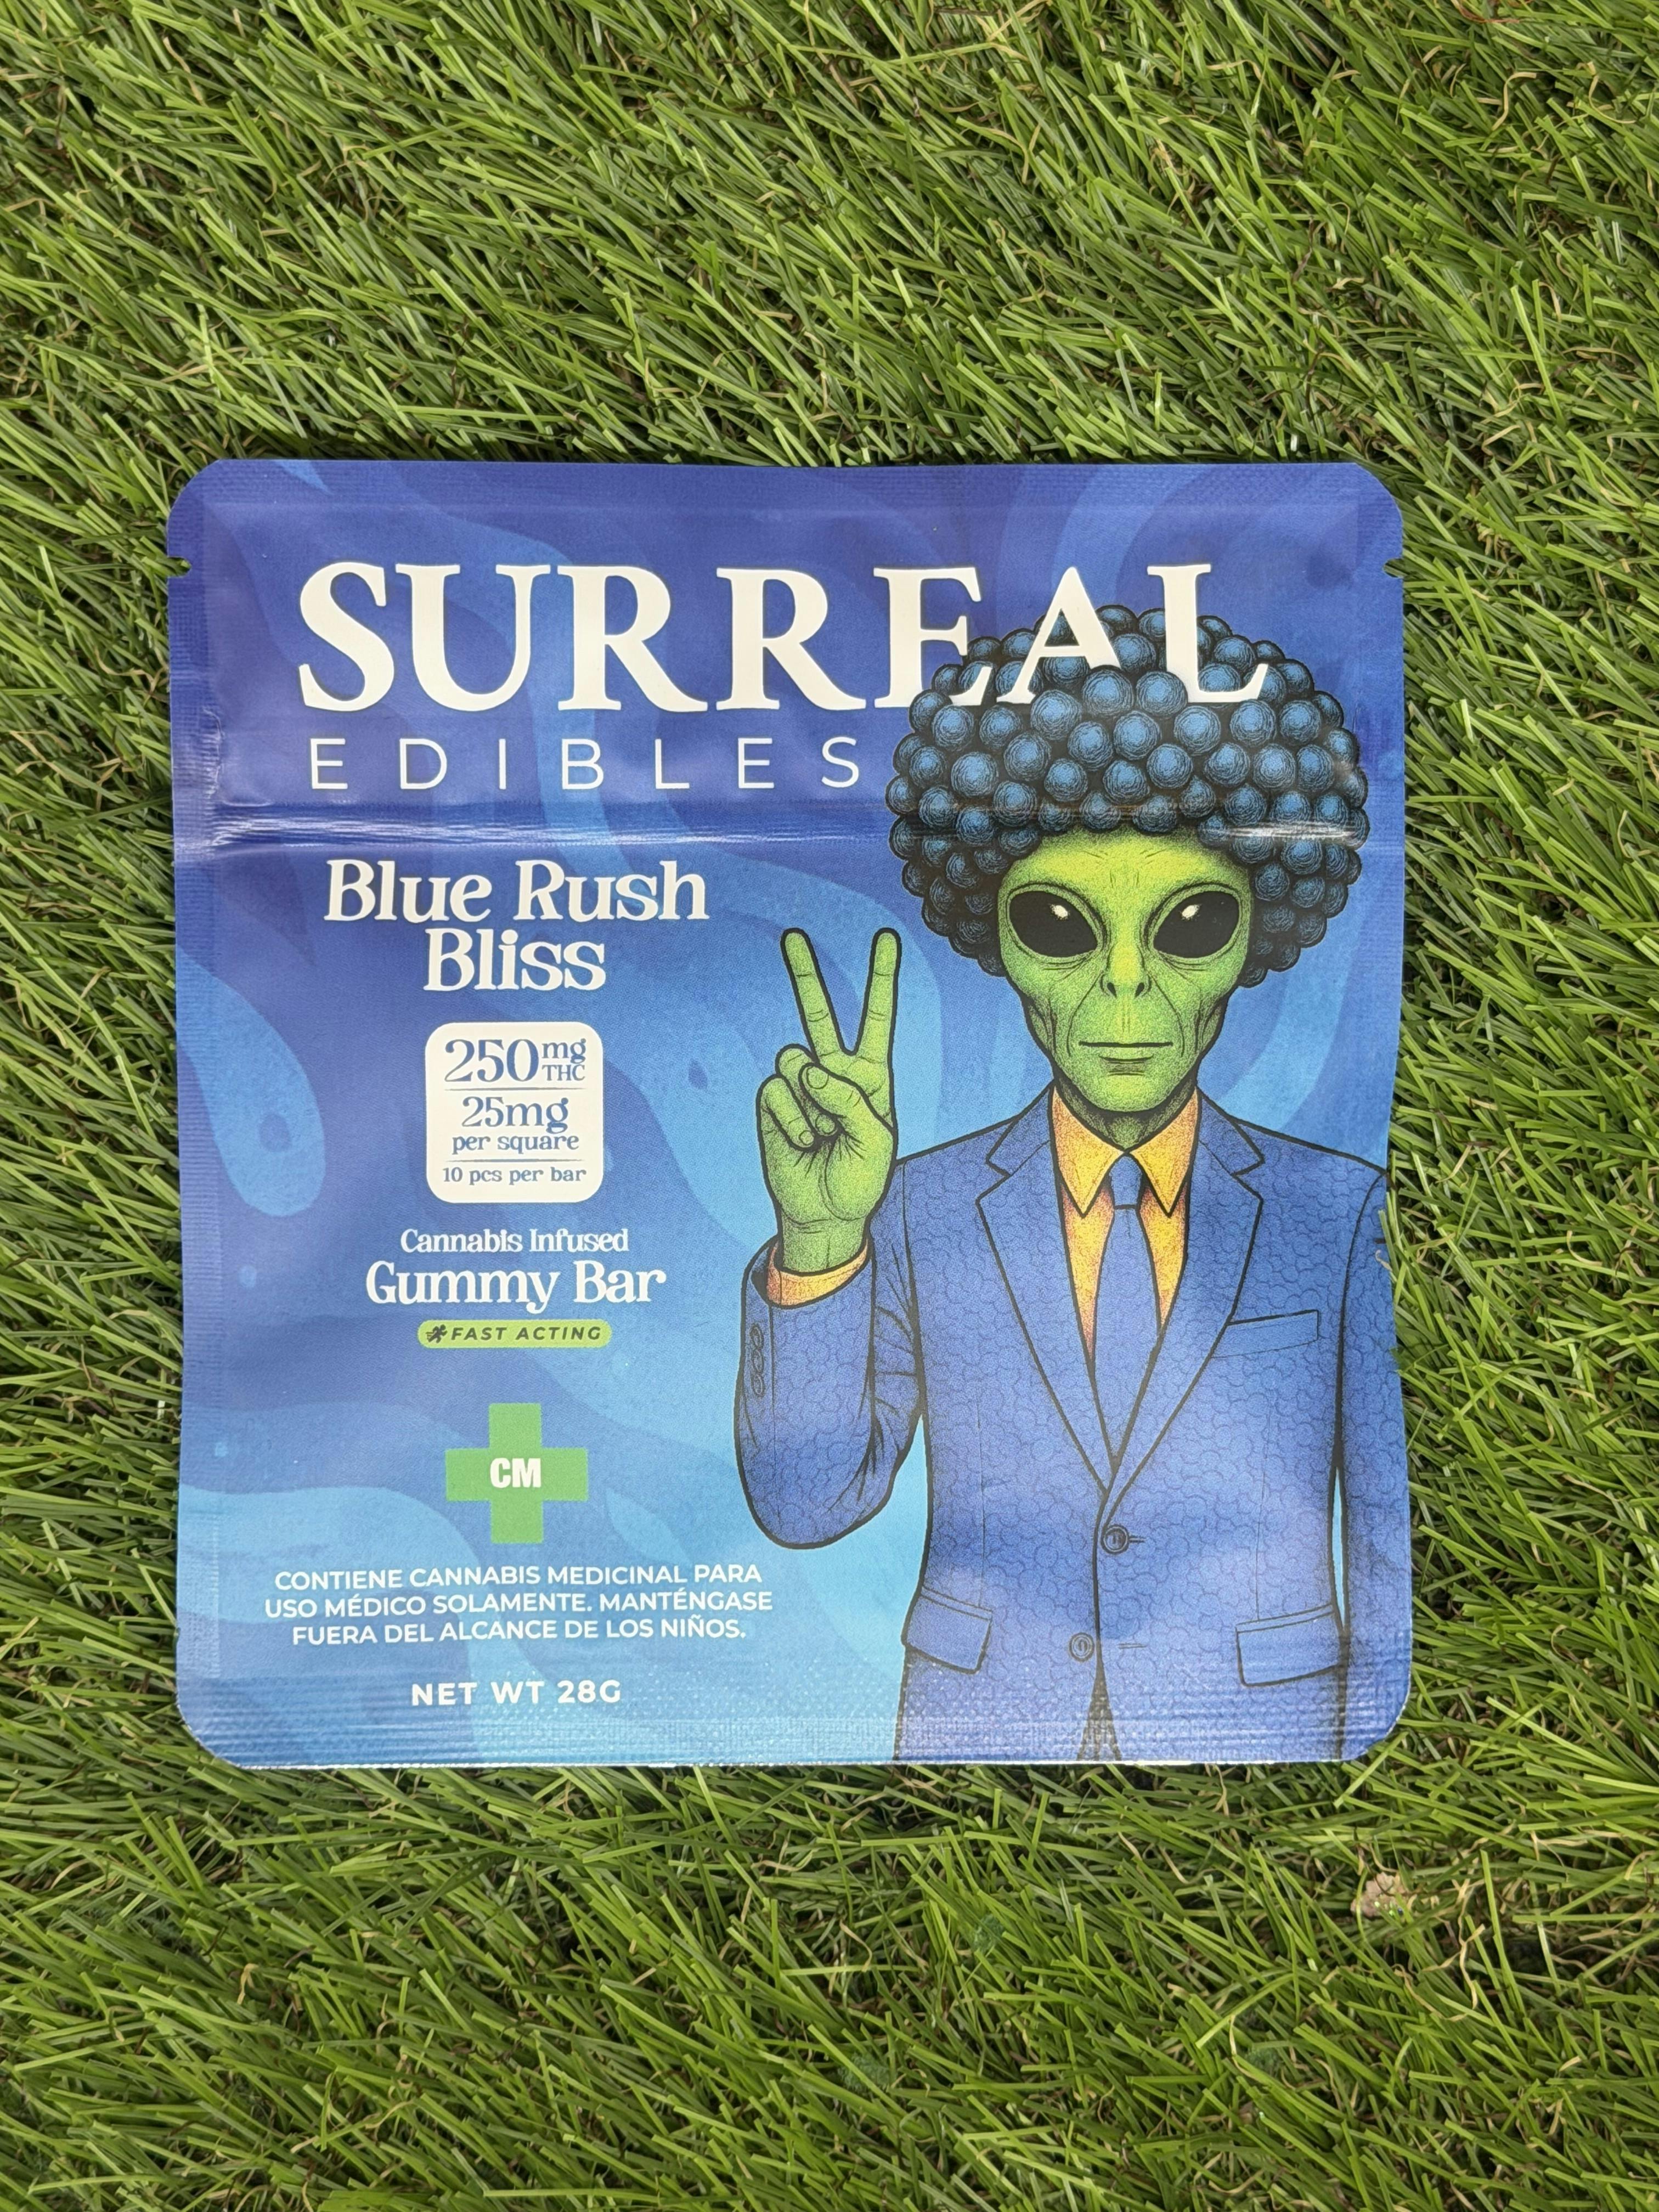 SURREAL
EDIBLES
Blue Rush
Bliss
250mg THC
25mg
per square
10 pcs per bar
Cannabis Infused
Gummy Bar
FAST ACTING
CM
CONTIENE CANNABIS MEDICINAL PARA
USO MÉDICO SOLAMENTE. MANTÉNGASE
FUERA DEL ALCANCE DE LOS NIÑOS.
NET WT 28G